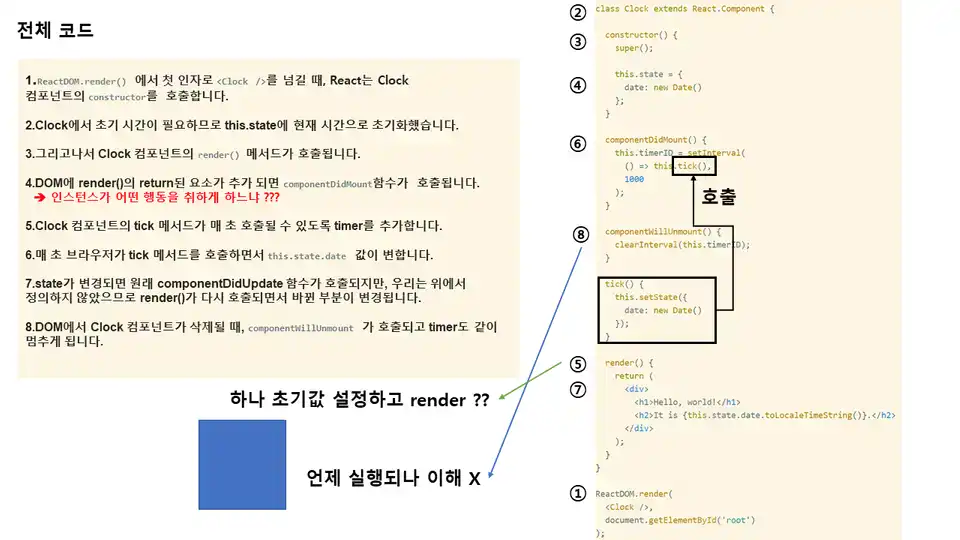 전체 코드
1.ReactDOM.render() 에서 첫 인자로 <Clock />를 넘길 때, React는 Clock
컴포넌트의 constructor를 호출합니다.
2.Clock에서 초기 시간이 필요하므로 this.state에 현재 시간으로 초기화했습니다.
3.그리고나서 Clock 컴포넌트의 render() 메서드가 호출됩니다.
4.DOM에 render()의 return된 요소가 추가 되면 componentDidMount함수가 호출됩니다.
➔ 인스턴스가 어떤 행동을 취하게 하느냐 ???
5.Clock 컴포넌트의 tick 메서드가 매 초 호출될 수 있도록 timer를 추가합니다.
6.매 초 브라우저가 tick 메서드를 호출하면서 this.state.date 값이 변합니다.
7.state가 변경되면 원래 componentDidUpdate 함수가 호출되지만, 우리는 위에서
정의하지 않았으므로 render()가 다시 호출되면서 바뀐 부분이 변경됩니다.
8.DOM에서 Clock 컴포넌트가 삭제될 때, componentWillUnmount 가 호출되고 timer도 같이
멈추게 됩니다.
하나 초기값 설정하고 render ??
언제 실행되나 이해 X
② class Clock extends React.Component {
③ constructor() {
super();
this.state = {
④ date: new Date()
};
}
⑥ componentDidMount() {
this.timerID = setInterval(
() => this.tick(),
1000
);
}
호출
⑧ componentWillUnmount() {
clearInterval(this.timerID);
}
tick() {
this.setState({
date: new Date()
});
}
⑤ render() {
return (
⑦ <div>
<h1>Hello, world!</h1>
<h2>It is {this.state.date.toLocaleTimeString()}.</h2>
</div>
);
}
}
① ReactDOM.render(
<Clock />,
document.getElementById('root')
);